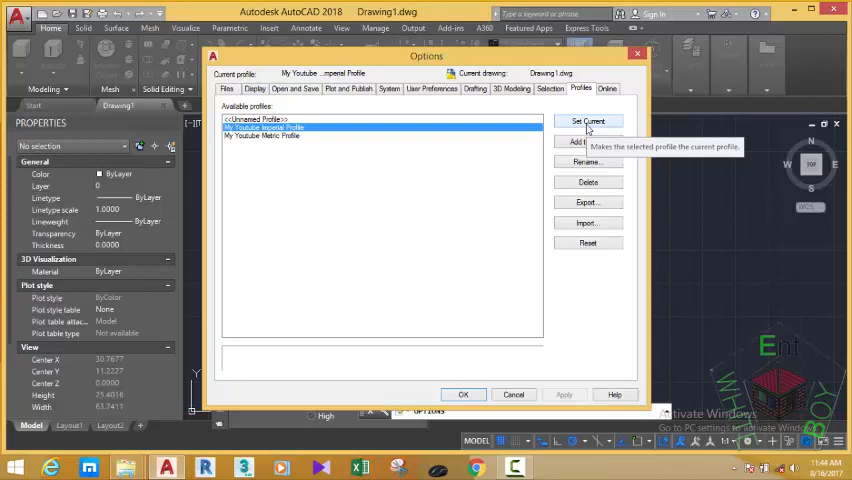 Autodesk AutoCAD 2018 Drawing1.dwg
Type a keyword or phrase
Sign In
Home Solid Surface Mesh Visualize Parametric Insert Annotate View Manage Output Add-ins A360 Express Tools Featured Apps
Box
Mesh
Modeling
Mesh
Start
Drawing1*
Options
Current profile: My Youtube ...mperial Profile
Current drawing: Drawing1.dwg
Files Display Open and Save Plot and Publish System User Preferences Drafting 3D Modeling Selection Profiles Online
Available profiles:
<<Unnamed Profile>>
My Youtube Imperial Profile
My Youtube Metric Profile
Set Current
Makes the selected profile the current profile.
Rename...
Delete
Export...
Import...
Reset
OK Cancel Apply Help
PROPERTIES
No selection
General
Color ByLayer
Layer 0
Linetype ByLayer
Linetype scale 1.0000
Lineweight ByLayer
Transparency ByLayer
Thickness 0.0000
3D Visualization
Material ByLayer
Plot style
Plot style ByColor
Plot style table None
Plot table attac... Model
Plot table type Not available
View
Center X 30.7677
Center Y 11.2227
Center Z 0.0000
Height 25.4016
Width 63.2411
N
W TOP E
S
WCS
Y
High
OPTIONS
Activate Windows
Go to PC settings to activate Windows.
Model Layout1 Layout2 +
MODEL
1:1
11:44 AM
8/16/2017